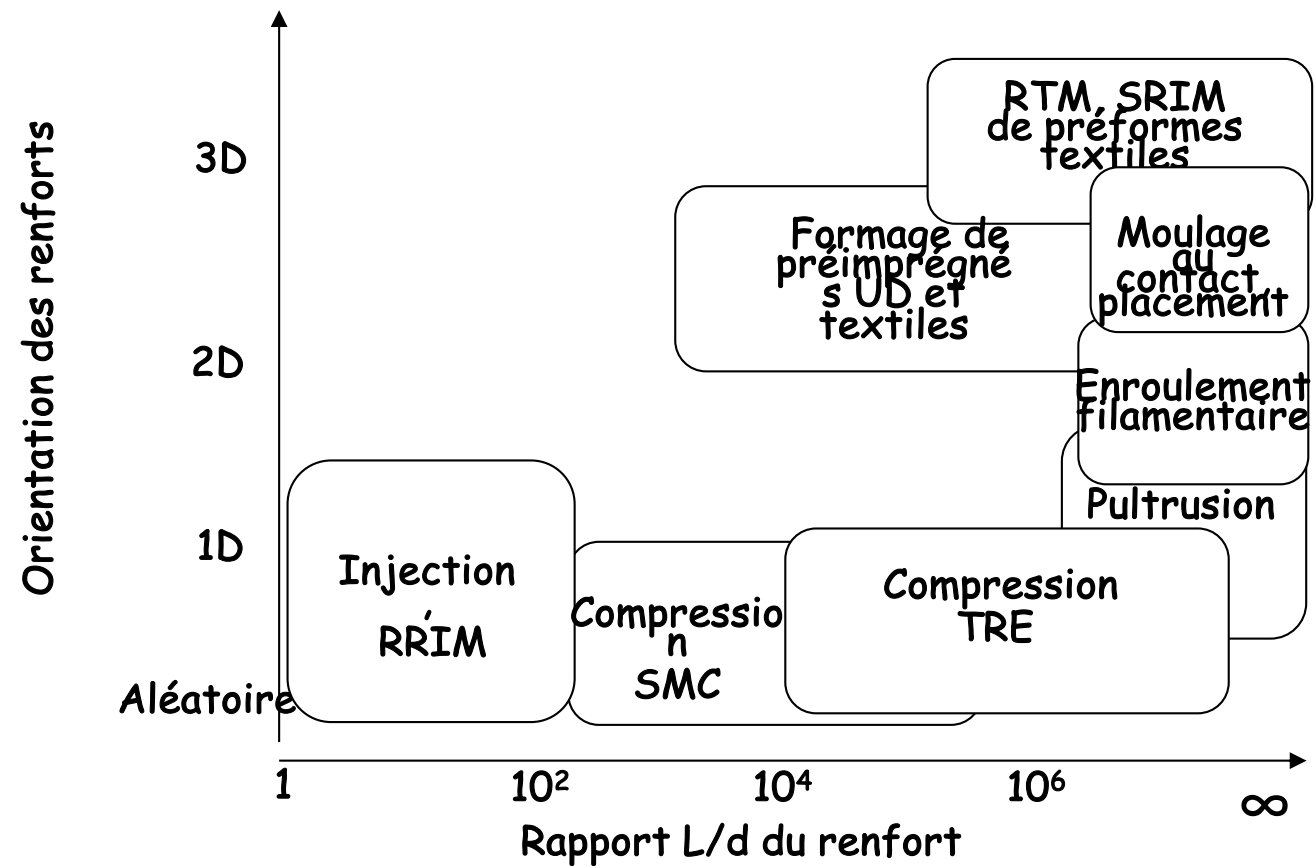 Orientation des renforts
3D
2D
1D
Aléatoire
RTM, SRIM
de préformes
textiles
Formage de
préimprégné
s UD et
textiles
Moulage
au
contact,
placement
Enroulement
filamentaire
Pultrusion
Injection
,
RRIM
Compressio
n
SMC
Compression
TRE
1
10²
10⁴
10⁶
∞
Rapport L/d du renfort